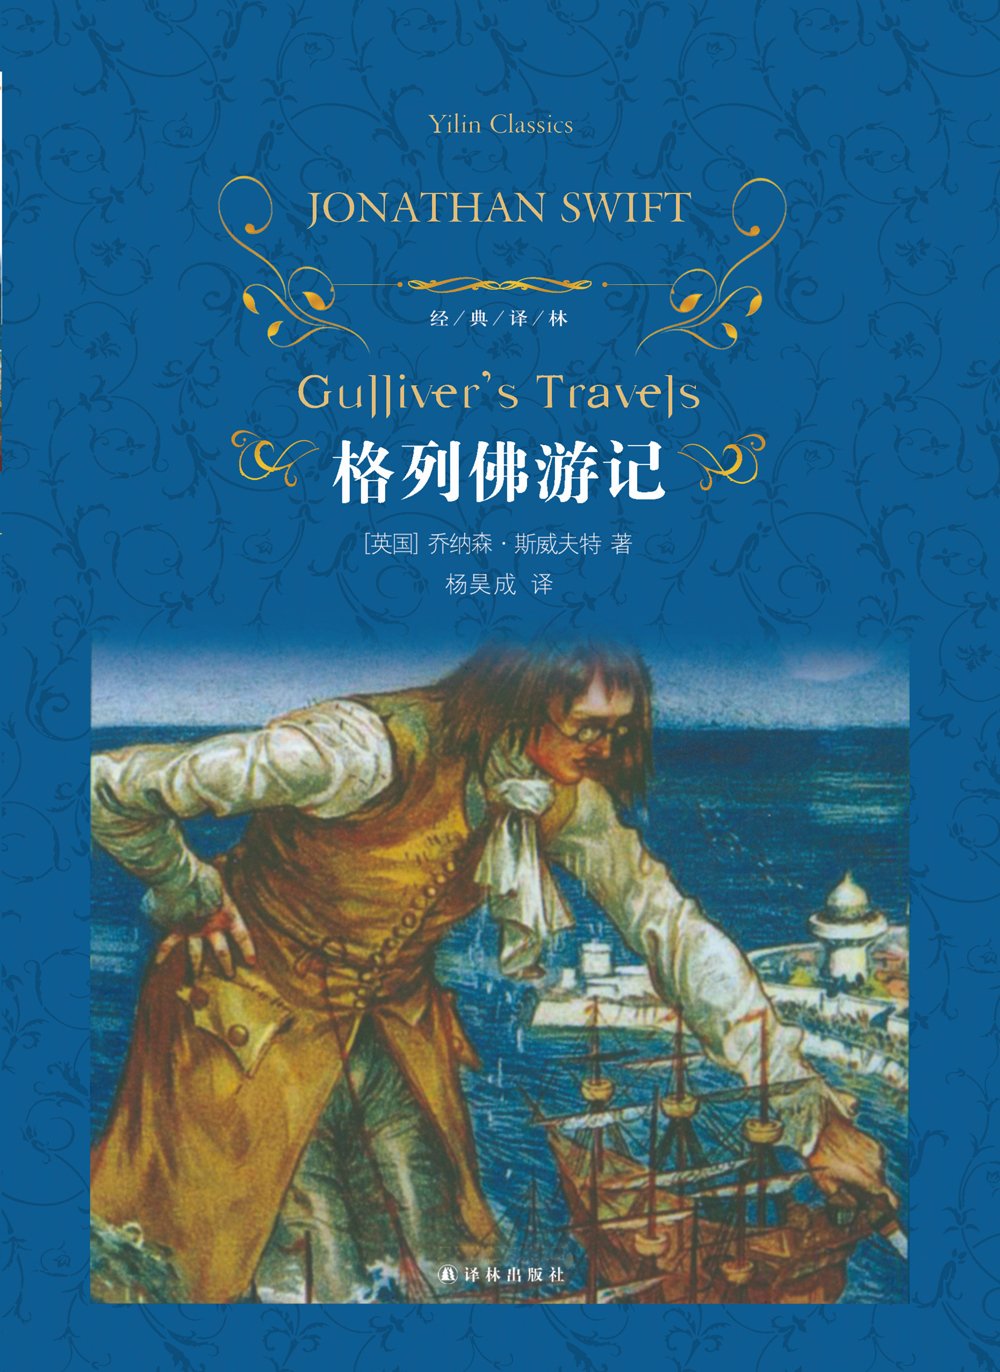 Yilin Classics
JONATHAN SWIFT
经/典/译/林
Gulliver's Travels
格列佛游记
[英国] 乔纳森·斯威夫特 著
杨昊成 译
译林出版社